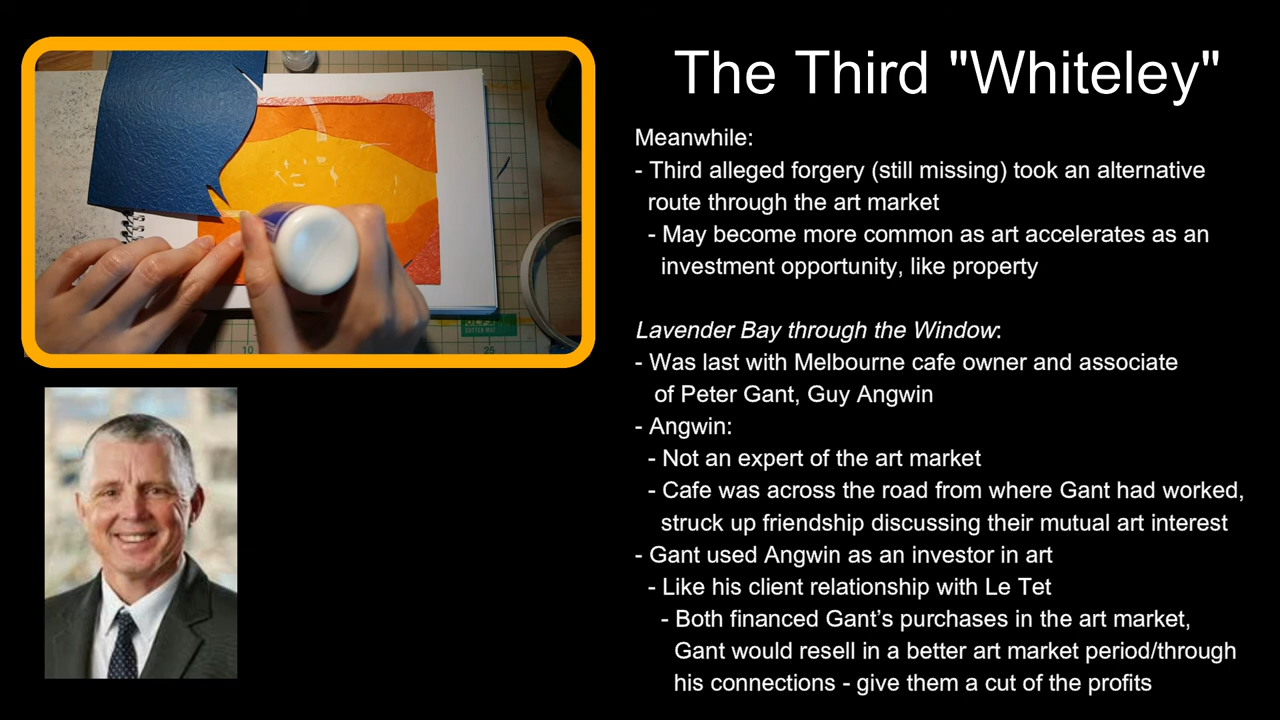 The Third "Whiteley"
Meanwhile:
- Third alleged forgery (still missing) took an alternative
route through the art market
- May become more common as art accelerates as an
investment opportunity, like property
Lavender Bay through the Window:
- Was last with Melbourne cafe owner and associate
of Peter Gant, Guy Angwin
- Angwin:
- Not an expert of the art market
- Cafe was across the road from where Gant had worked,
struck up friendship discussing their mutual art interest
- Gant used Angwin as an investor in art
- Like his client relationship with Le Tet
- Both financed Gant’s purchases in the art market,
Gant would resell in a better art market period/through
his connections - give them a cut of the profits
OLFA
CUTTER MAT
10
25